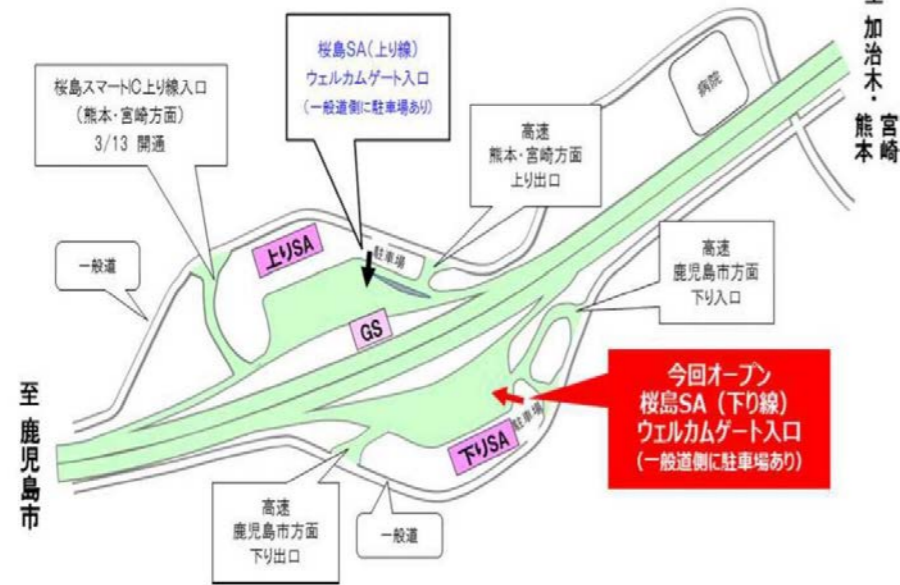 至 加治木・熊本
宮崎
桜島SA(上り線)
ウェルカムゲート入口
(一般道側に駐車場あり)
病院
桜島スマートIC上り線入口
(熊本・宮崎方面)
3/13 開通
高速
熊本・宮崎方面
上り出口
一般道
上りSA
駐車場
高速
鹿児島市方面
下り入口
GS
今回オープン
桜島SA(下り線)
ウェルカムゲート入口
(一般道側に駐車場あり)
至 鹿児島市
駐車場
下りSA
高速
鹿児島市方面
下り出口
一般道